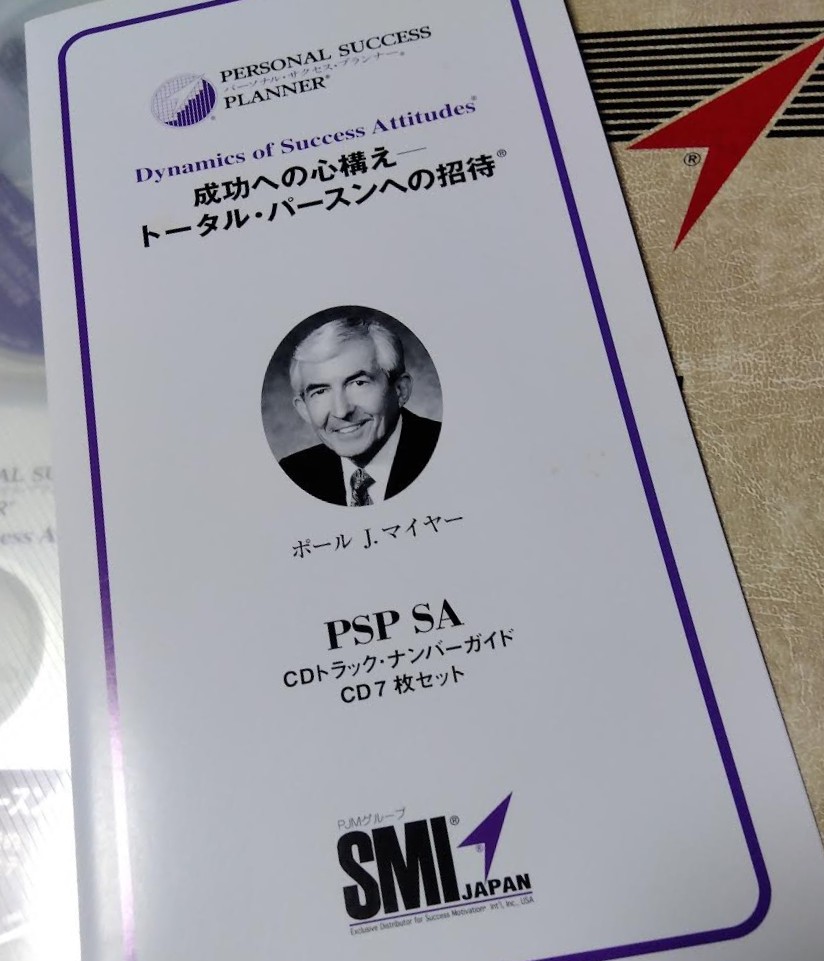 PERSONAL SUCCESS
パーソナル・サクセス・プランナー®
PLANNER®
Dynamics of Success Attitudes®
成功への心構え―
トータル・パースンへの招待®
ポール J.マイヤー
PSP SA
CDトラック・ナンバーガイド
CD7枚セット
PJMグループ
SMI®
®
JAPAN
Exclusive Distributor for Success Motivation® Int'l, Inc., USA
®
AL SU
ess A